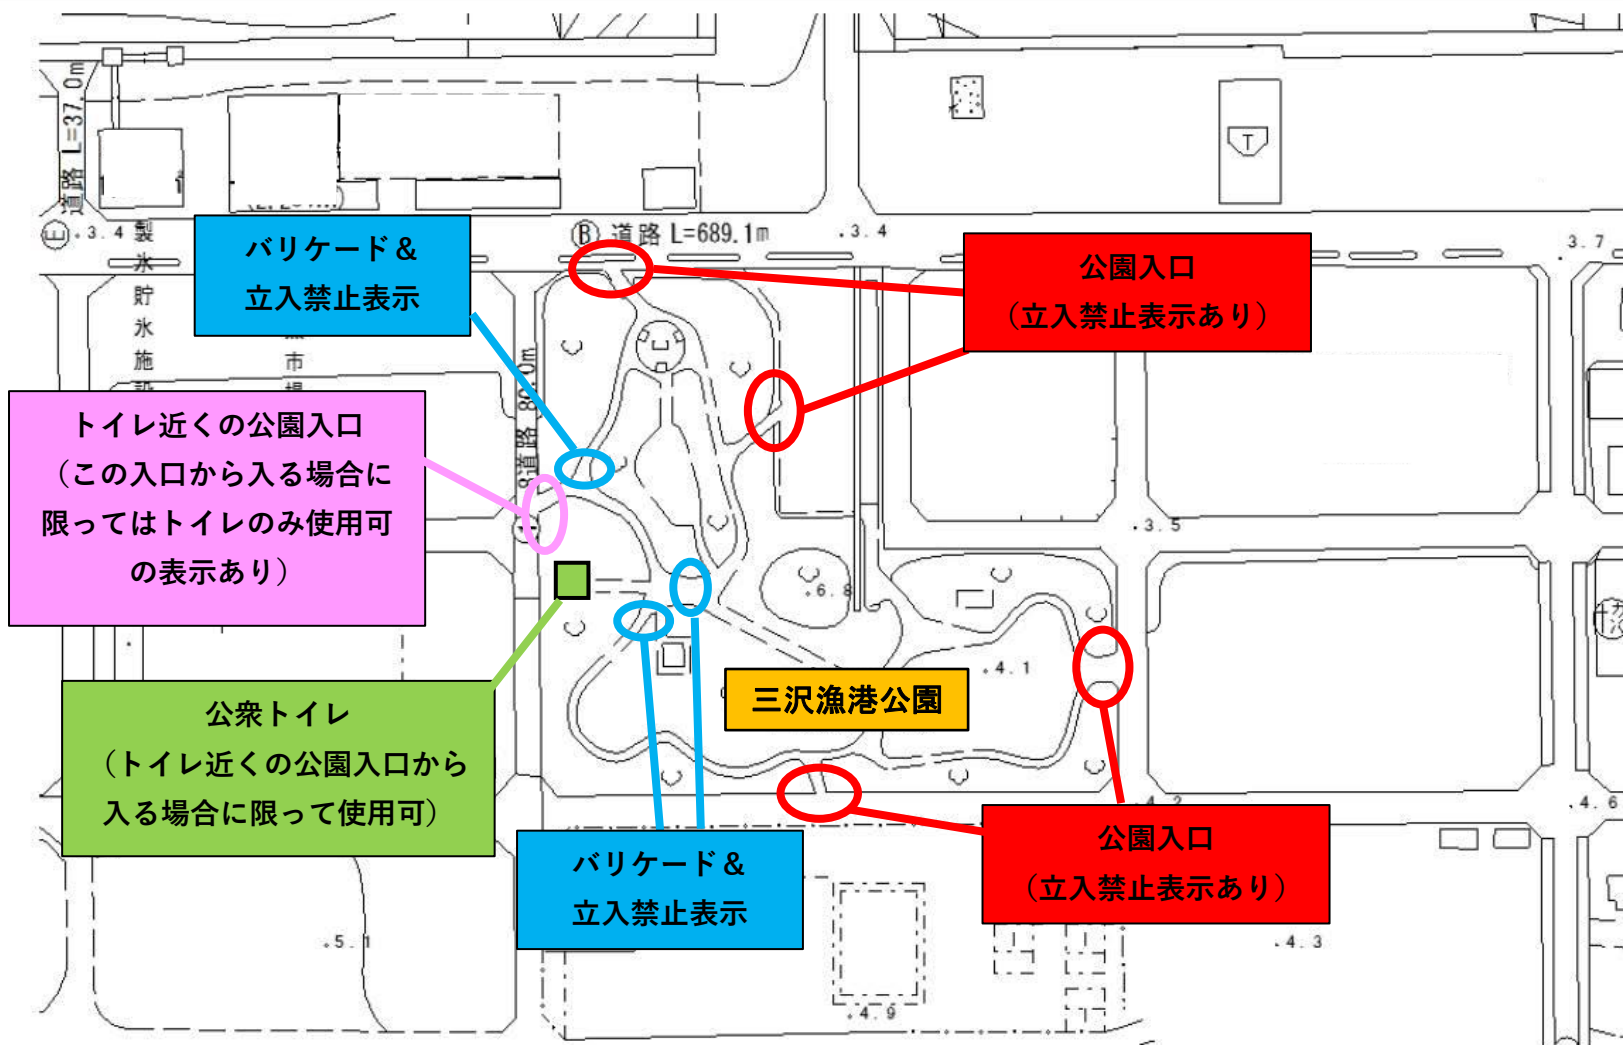 道路 L=37.0m
E
.3.4
製氷貯氷施
市
バリケード＆
立入禁止表示
B 道路 L=689.1m
.3.4
公園入口
（立入禁止表示あり）
3.7
道路 80.0m
トイレ近くの公園入口
（この入口から入る場合に
限ってはトイレのみ使用可
の表示あり）
T
.3.5
.6.8
.4.1
三沢漁港公園
公衆トイレ
（トイレ近くの公園入口から
入る場合に限って使用可）
.4.2
.4.6
バリケード＆
立入禁止表示
公園入口
（立入禁止表示あり）
.5.1
.4.3
.4.9